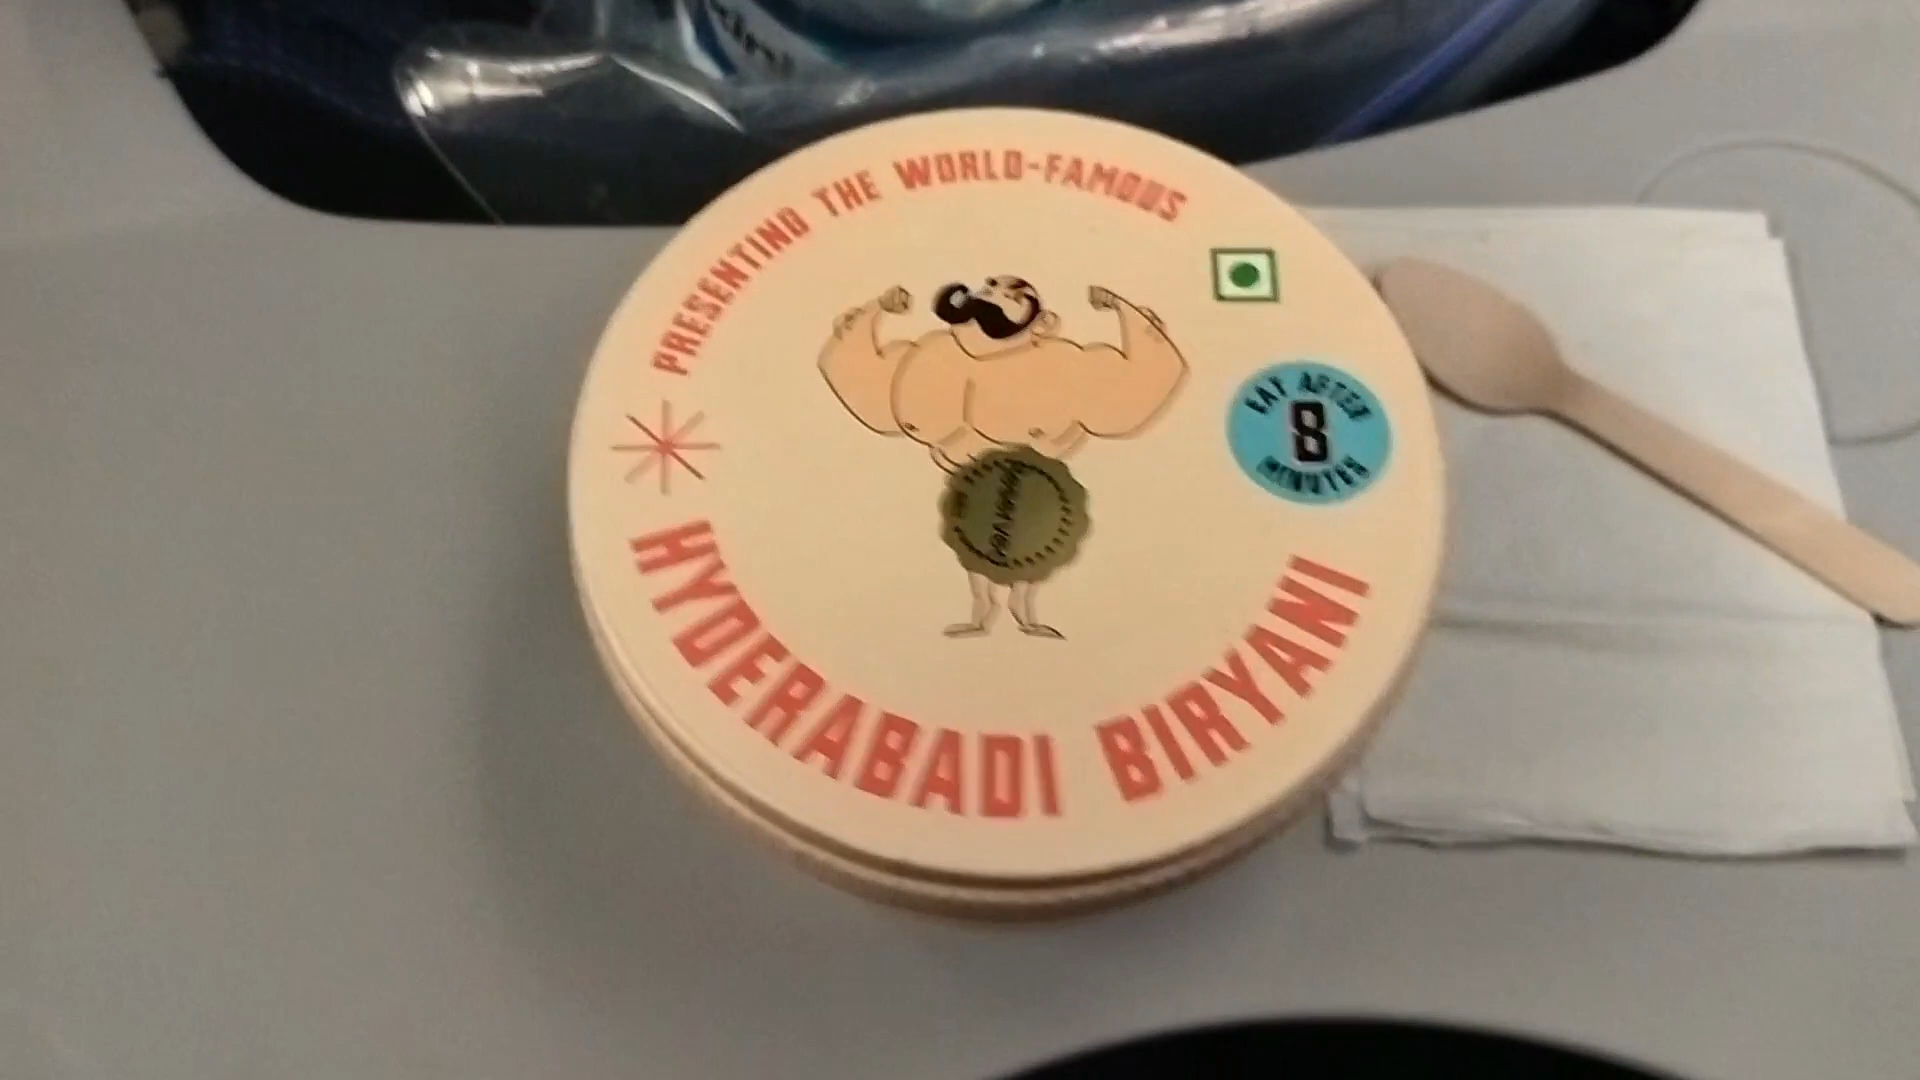 PRESENTING THE WORLD-FAMOUS
EAT AFTER
8
MINUTES
HYDERABADI BIRYANI